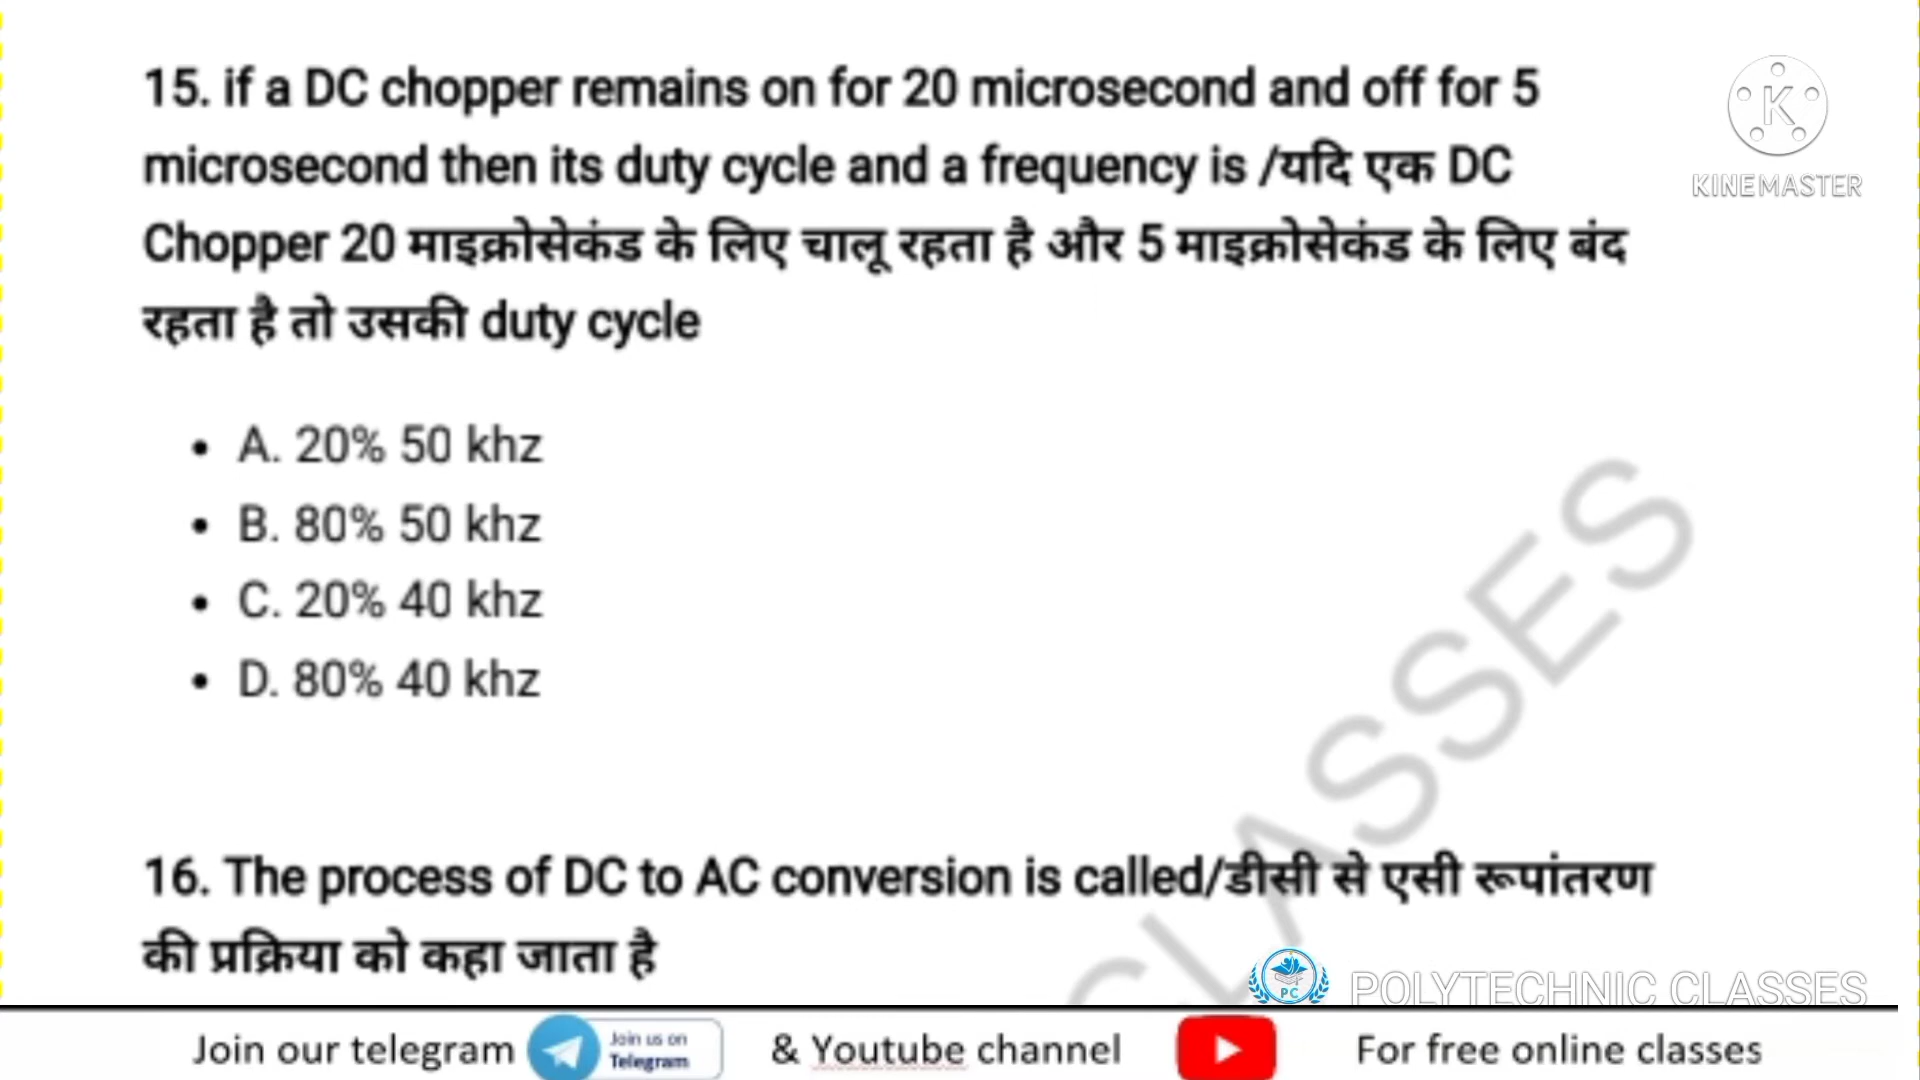 15. if a DC chopper remains on for 20 microsecond and off for 5
microsecond then its duty cycle and a frequency is /यदि एक DC
Chopper 20 माइक्रोसेकंड के लिए चालू रहता है और 5 माइक्रोसेकंड के लिए बंद
रहता है तो उसकी duty cycle
K
KINEMASTER
• A. 20% 50 khz
• B. 80% 50 khz
• C. 20% 40 khz
• D. 80% 40 khz
CLASSES
16. The process of DC to AC conversion is called/डीसी से एसी रूपांतरण
की प्रक्रिया को कहा जाता है
PC
POLYTECHNIC CLASSES
Join our telegram
Join us on
Telegram
& Youtube channel
For free online classes